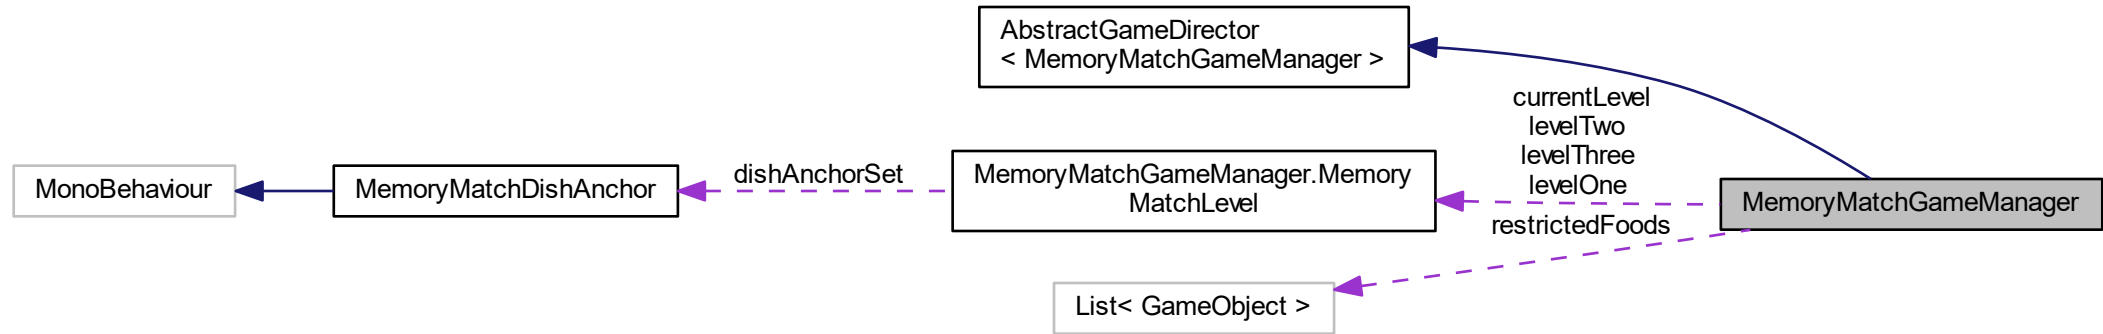 AbstractGameDirector
< MemoryMatchGameManager >
currentLevel
levelTwo
levelThree
levelOne
MonoBehaviour
MemoryMatchDishAnchor
dishAnchorSet
MemoryMatchGameManager.Memory
MatchLevel
MemoryMatchGameManager
restrictedFoods
List< GameObject >